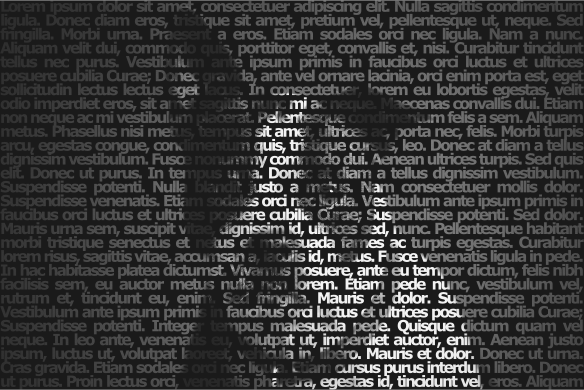 Lorem ipsum dolor sit amet, consectetuer adipiscing elit. Nulla sagittis condimentum
ligula. Donec diam eros, tristique sit amet, pretium vel, pellentesque ut, neque. Sed
fringilla. Morbi urna. Praesent a eros. Etiam sodales orci nec ligula. Nam a nunc.
Aliquam velit dui, commodo quis, porttitor eget, convallis et, nisi. Curabitur tincidunt
tellus nec purus. Vestibulum ante ipsum primis in faucibus orci luctus et ultrices
posuere cubilia Curae; Donec gravida, ante vel ornare lacinia, orci enim porta est, eget
sollicitudin lectus lectus eget lacus. In consectetuer lorem eu lobortis egestas, velit
odio imperdiet eros, sit amet sagittis nunc mi ac neque. Maecenas convallis dui. Etiam
in neque ac mi vestibulum placerat. Pellentesque condimentum felis a sem. Aliquam
metus. Phasellus nisi metus, tempus sit amet, ultrices porta nec, felis. Morbi turpis
arcu, egestas congue, quis, tristique cursus, leo. Donec at diam a tellus
dignissim vestibulum. Fusce nonummy commodo dui. Aenean ultrices turpis. Sed quis
elit. Donec ut purus. In tempus urna. Donec at diam a tellus dignissim vestibulum.
Suspendisse potenti. Nulla blandit justo a metus. Nam consectetuer mollis dolor.
Suspendisse venenatis. Etiam sodales orci nec ligula. Vestibulum ante ipsum primis in
faucibus orci luctus et ultrices posuere cubilia Curae; Suspendisse potenti. Sed dolor.
Mauris urna sem, suscipit vitae, dignissim id, ultrices sed, nunc. Pellentesque habitant
morbi tristique senectus et netus et malesuada fames ac turpis egestas. Curabitur
risus, sagittis vitae, accumsan a, iaculis id, metus. Fusce venenatis ligula in pede.
In hac habitasse platea dictumst. Vivamus posuere, ante eu tempor dictum, felis nibh
facilisis sem, eu auctor metus nulla lorem. Etiam pede nunc, vestibulum vel,
rutrum et, tincidunt eu, enim. Sed fringilla. Mauris et dolor. Suspendisse potenti.
Vestibulum ante ipsum primis faucibus orci luctus et ultrices posuere cubilia Curae;
Suspendisse potenti. Integer tempus malesuada pede. Quisque dictum quam vel
neque. In leo ante, venenatis eu, volutpat ut, imperdiet auctor, enim. Aenean justo
ipsum, luctus ut, volutpat vehicula in, libero. Mauris et dolor. Donec ut urna.
Cras gravida. Etiam sodales orci nec ligula. Etiam cursus purus interdum libero. Donec
et purus. Proin lectus orci, mattis pharetra, egestas id, tincidunt vel,